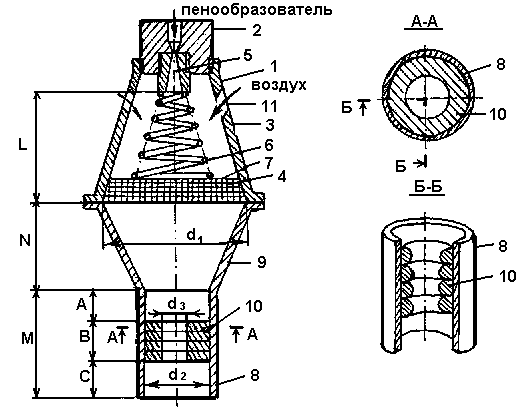 пенообразователь
А-А
2
5
1
воздух
11
3
6
7
4
L
d1
N
9
A
d3
10
B
А
А
M
C
d2
8
8
Б
10
Б
Б-Б
8
10